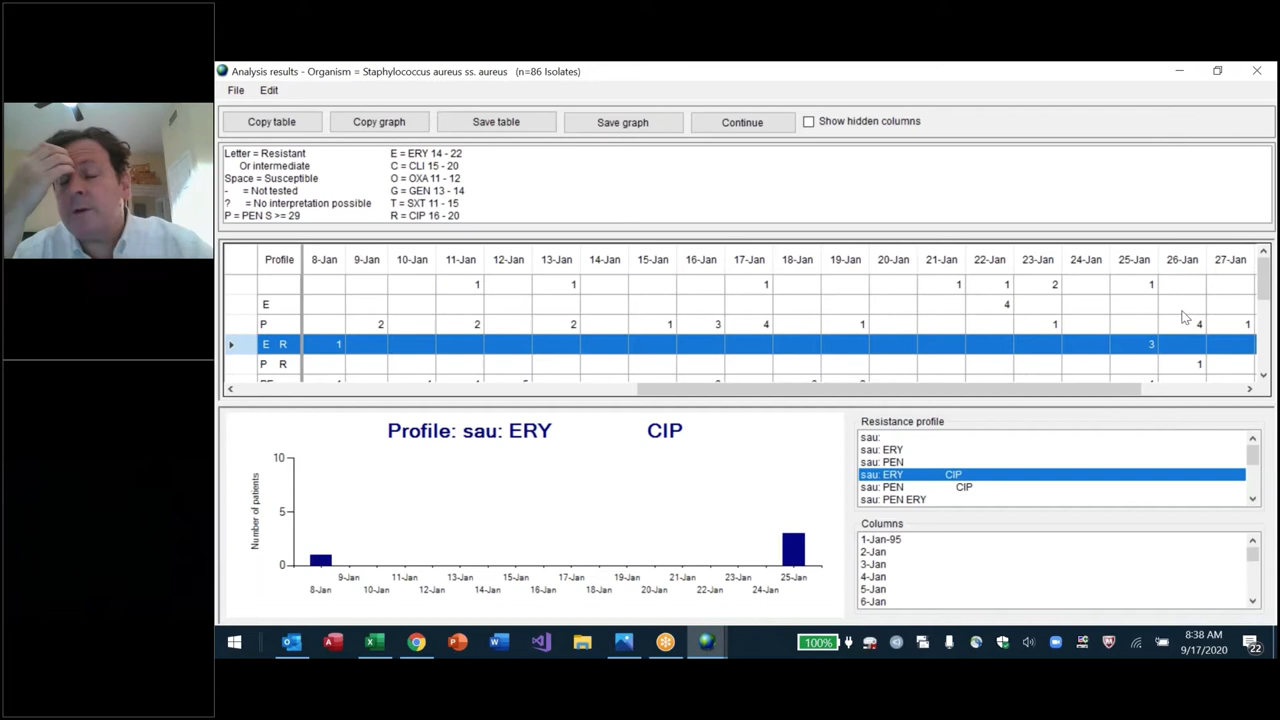 Analysis results - Organism = Staphylococcus aureus ss. aureus (n=86 Isolates)
File Edit
Copy table Copy graph Save table Save graph Continue Show hidden columns
Letter = Resistant E = ERY 14 - 22
Or intermediate C = CLI 15 - 20
Space = Susceptible O = OXA 11 - 12
- = Not tested G = GEN 13 - 14
? = No interpretation possible T = SXT 11 - 15
P = PEN S >= 29 R = CIP 16 - 20
Profile 8-Jan 9-Jan 10-Jan 11-Jan 12-Jan 13-Jan 14-Jan 15-Jan 16-Jan 17-Jan 18-Jan 19-Jan 20-Jan 21-Jan 22-Jan 23-Jan 24-Jan 25-Jan 26-Jan 27-Jan
1 1 1 1 1 2 1
E 4
P 2 2 2 1 3 4 1 1 4 1
E R 1 3
P R 1
Profile: sau: ERY CIP
Number of patients
10
5
0
9-Jan 11-Jan 13-Jan 15-Jan 17-Jan 19-Jan 21-Jan 23-Jan 25-Jan
8-Jan 10-Jan 12-Jan 14-Jan 16-Jan 18-Jan 20-Jan 22-Jan 24-Jan
Resistance profile
sau:
sau: ERY
sau: PEN
sau: ERY CIP
sau: PEN CIP
sau: PEN ERY
Columns
1-Jan-95
2-Jan
3-Jan
4-Jan
5-Jan
6-Jan
100%
8:38 AM
9/17/2020
22